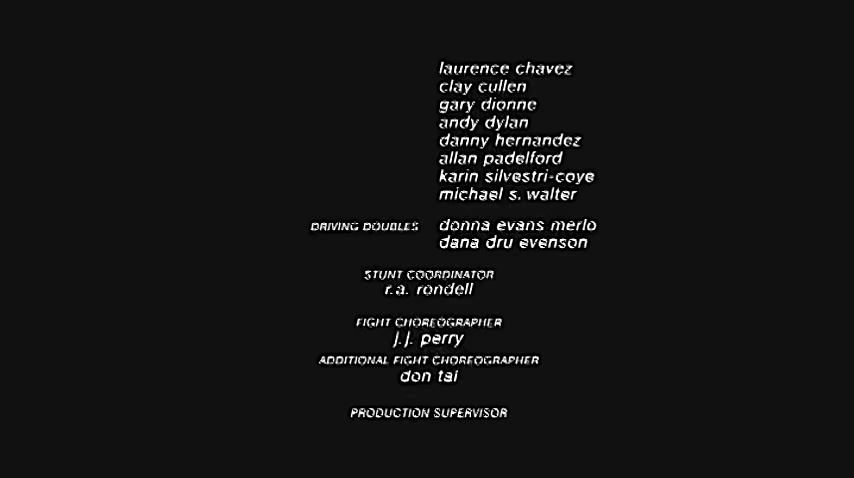 laurence chavez
clay cullen
gary dionne
andy dylan
danny hernandez
allan padelford
karin silvestri-coye
michael s. walter
DRIVING DOUBLES donna evans merlo
dana dru evenson
STUNT COORDINATOR
r.a. rondell
FIGHT CHOREOGRAPHER
j.j. perry
ADDITIONAL FIGHT CHOREOGRAPHER
don tai
PRODUCTION SUPERVISOR